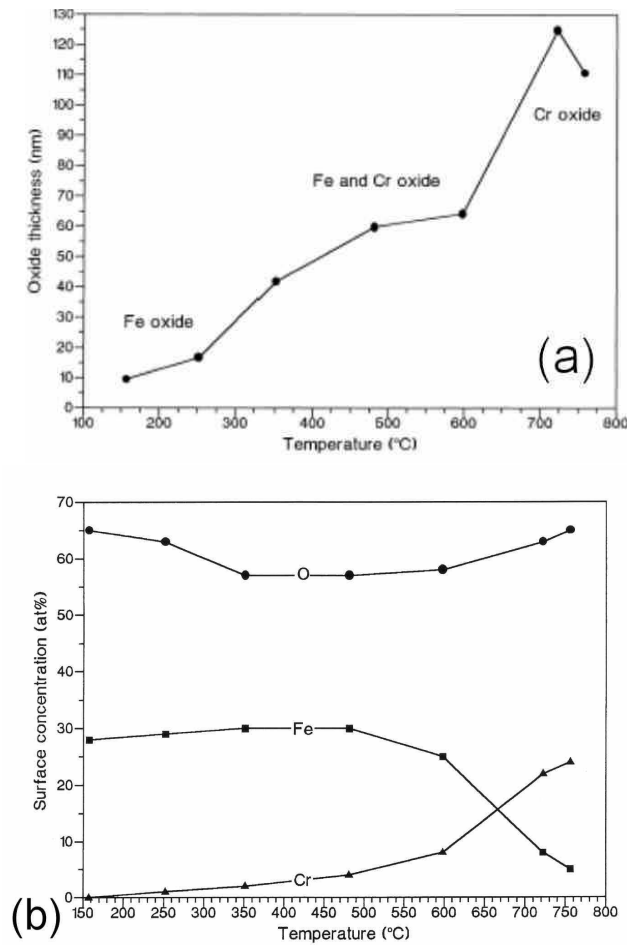 130
120
110
100
90
80
70
60
50
40
30
20
10
0
Oxide thickness (nm)
Fe oxide
Fe and Cr oxide
Cr oxide
(a)
100 200 300 400 500 600 700 800
Temperature (°C)
70
60
50
40
30
20
10
0
Surface concentration (at%)
O
Fe
Cr
(b)
150 200 250 300 350 400 450 500 550 600 650 700 750 800
Temperature (°C)